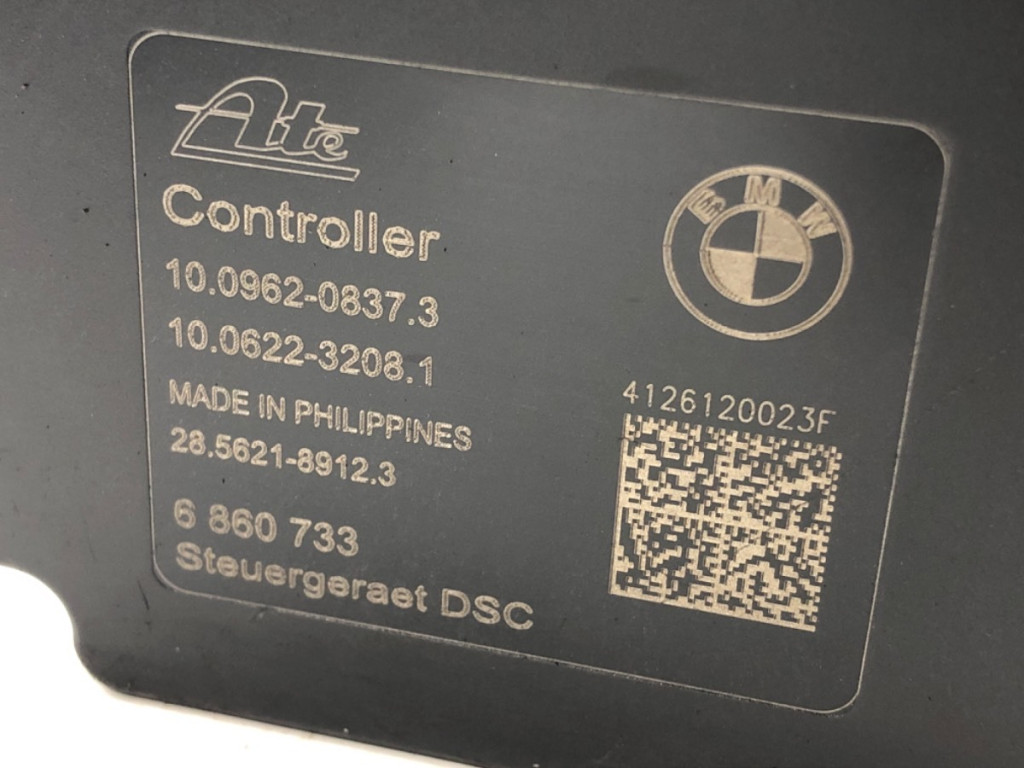 Ate
Controller
10.0962-0837.3
10.0622-3208.1
MADE IN PHILIPPINES
28.5621-8912.3
6 860 733
Steuergeraet DSC
BMW
4126120023F